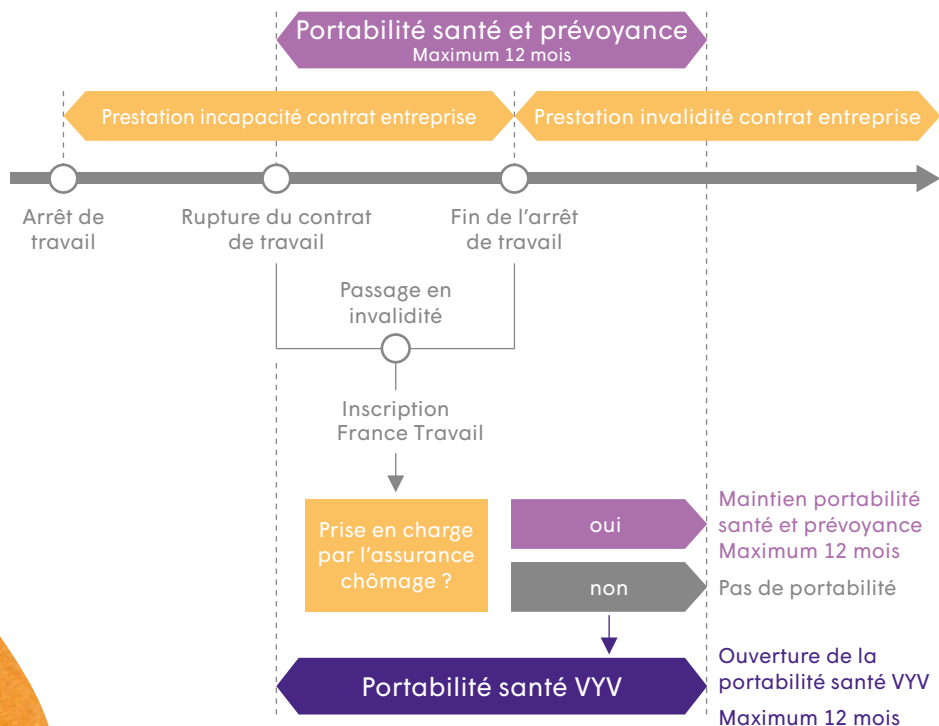 Portabilité santé et prévoyance
Maximum 12 mois
Prestation incapacité contrat entreprise
Prestation invalidité contrat entreprise
Arrêt de
travail
Rupture du contrat
de travail
Fin de l’arrêt
de travail
Passage en
invalidité
Inscription
France Travail
Prise en charge
par l’assurance
chômage ?
oui
Maintien portabilité
santé et prévoyance
Maximum 12 mois
non
Pas de portabilité
Portabilité santé VYV
Ouverture de la
portabilité santé VYV
Maximum 12 mois